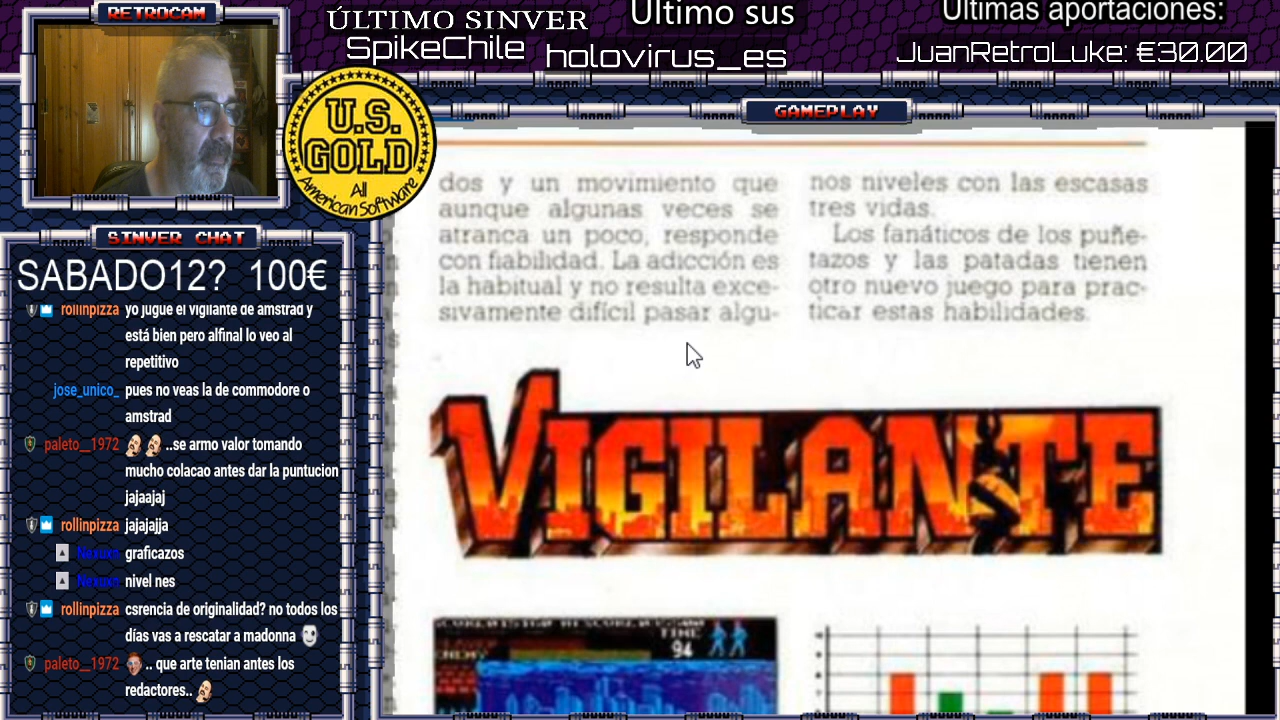 RETROCAM
ÚLTIMO SINVER
SpikeChile
Último sus
holovirus_es
Últimas aportaciones:
JuanRetroLuke: €30.00
U.S.
GOLD
All
American Software
GAMEPLAY
SINVER CHAT
SABADO12? 100€
rollinpizza yo jugue el vigilante de amstrad y
está bien pero alfinal lo veo al
repetitivo
jose_unico_ pues no veas la de commodore o
amstrad
paleto_1972 ..se armo valor tomando
mucho colacao antes dar la puntucion
jajaajaj
rollinpizza jajajajja
Nexuxn graficazos
Nexuxn nivel nes
rollinpizza csrencia de originalidad? no todos los
días vas a rescatar a madonna
paleto_1972 .. que arte tenian antes los
redactores..
dos y un movimiento que
aunque algunas veces se
atranca un poco, responde
con fiabilidad. La adicción es
la habitual y no resulta exce-
sivamente difícil pasar algu-
nos niveles con las escasas
tres vidas.
Los fanáticos de los puñe-
tazos y las patadas tienen
otro nuevo juego para prac-
ticar estas habilidades.
VIGILANTE
TIME
94
ENEMY